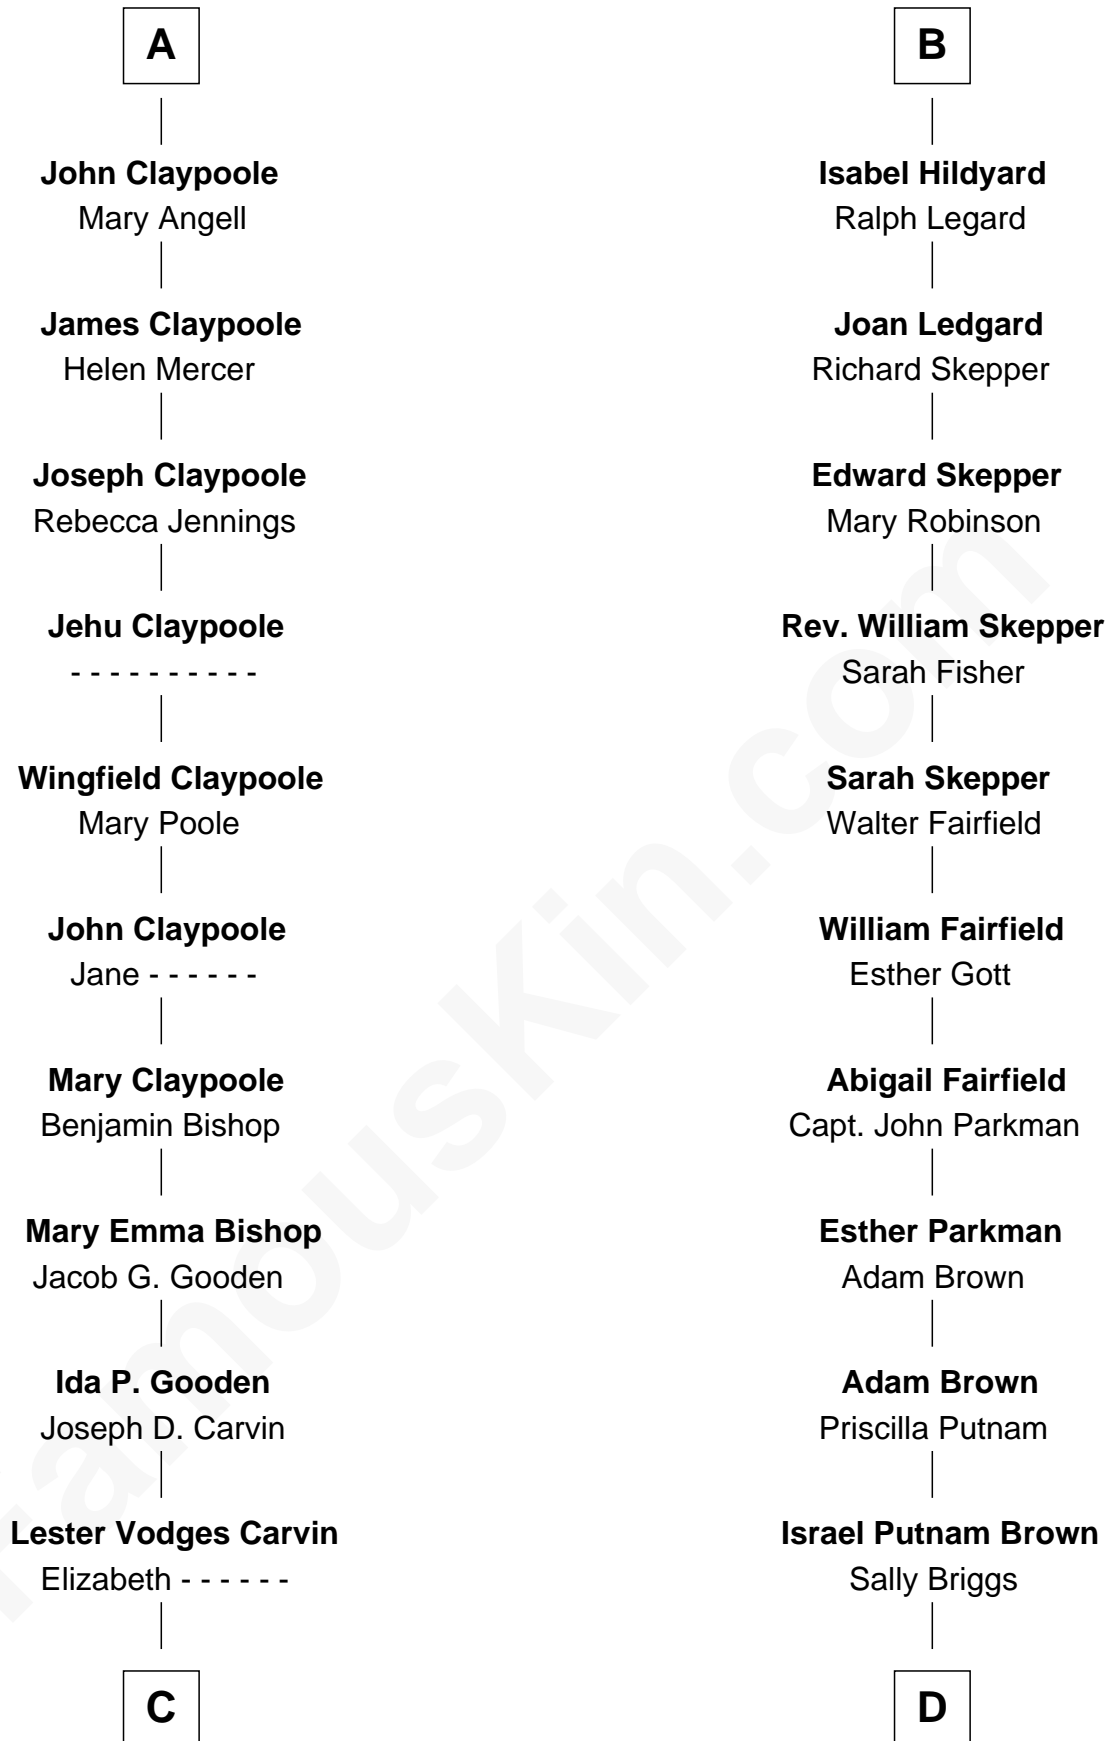 A
John Claypoole
Mary Angell
James Claypoole
Helen Mercer
Joseph Claypoole
Rebecca Jennings
Jehu Claypoole
- - - - - - - - - -
Wingfield Claypoole
Mary Poole
John Claypoole
Jane - - - - - -
Mary Claypoole
Benjamin Bishop
Mary Emma Bishop
Jacob G. Gooden
Ida P. Gooden
Joseph D. Carvin
Lester Vodges Carvin
Elizabeth - - - - - -
C
B
Isabel Hildyard
Ralph Legard
Joan Ledgard
Richard Skepper
Edward Skepper
Mary Robinson
Rev. William Skepper
Sarah Fisher
Sarah Skepper
Walter Fairfield
William Fairfield
Esther Gott
Abigail Fairfield
Capt. John Parkman
Esther Parkman
Adam Brown
Adam Brown
Priscilla Putnam
Israel Putnam Brown
Sally Briggs
D
FamousKin.com